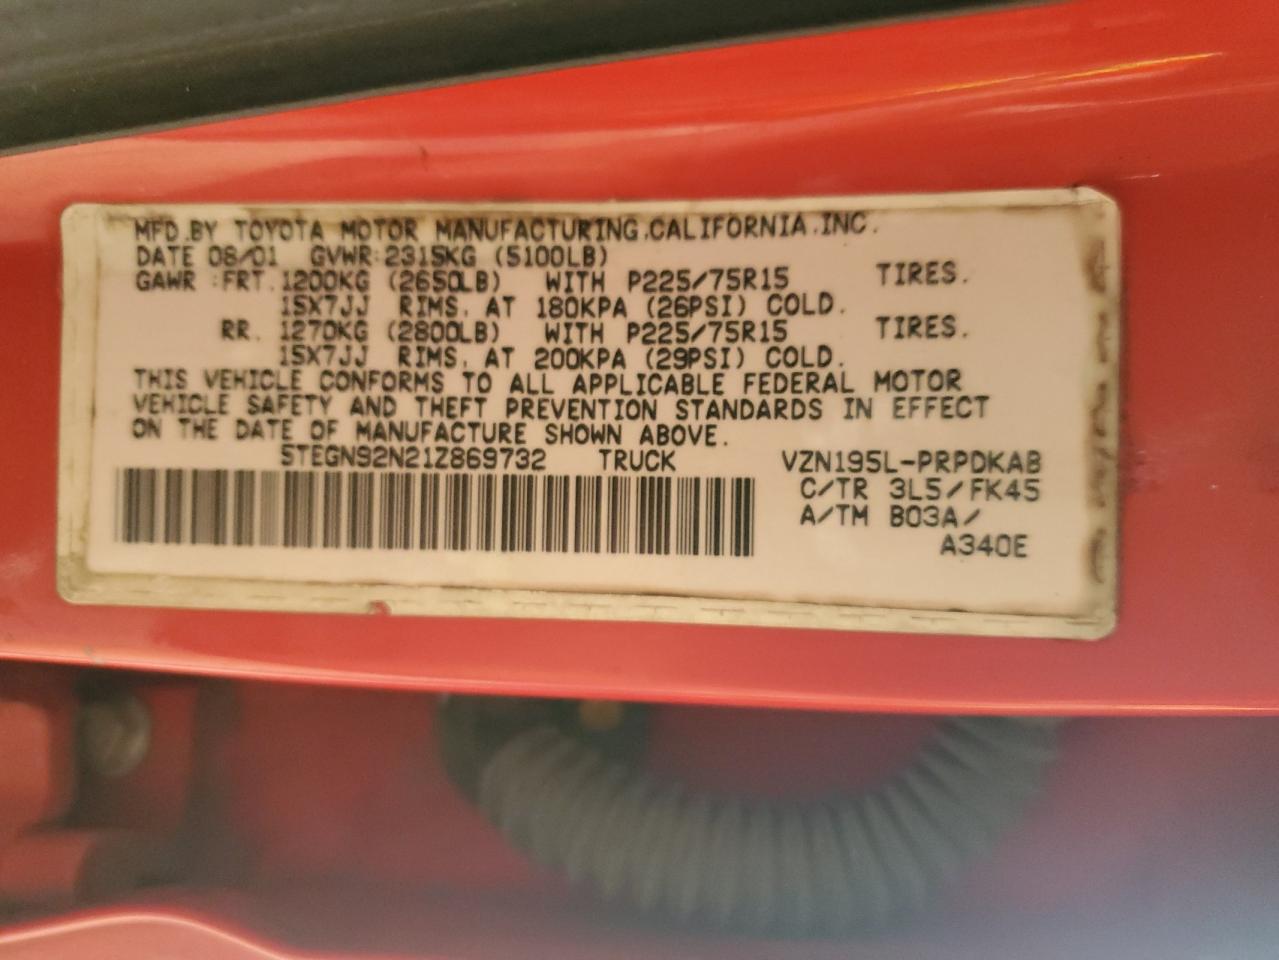 MFD.BY TOYOTA MOTOR MANUFACTURING,CALIFORNIA,INC.
DATE 08/01 GVWR:2315KG (5100LB)
GAWR :FRT. 1200KG (2650LB) WITH P225/75R15 TIRES.
15X7JJ RIMS. AT 180KPA (26PSI) COLD.
RR. 1270KG (2800LB) WITH P225/75R15 TIRES.
15X7JJ RIMS. AT 200KPA (29PSI) COLD.
THIS VEHICLE CONFORMS TO ALL APPLICABLE FEDERAL MOTOR
VEHICLE SAFETY AND THEFT PREVENTION STANDARDS IN EFFECT
ON THE DATE OF MANUFACTURE SHOWN ABOVE.
5TEGN92N21Z869732 TRUCK VZN195L-PRPDKAB
C/TR 3L5/FK45
A/TM B03A/
A340E